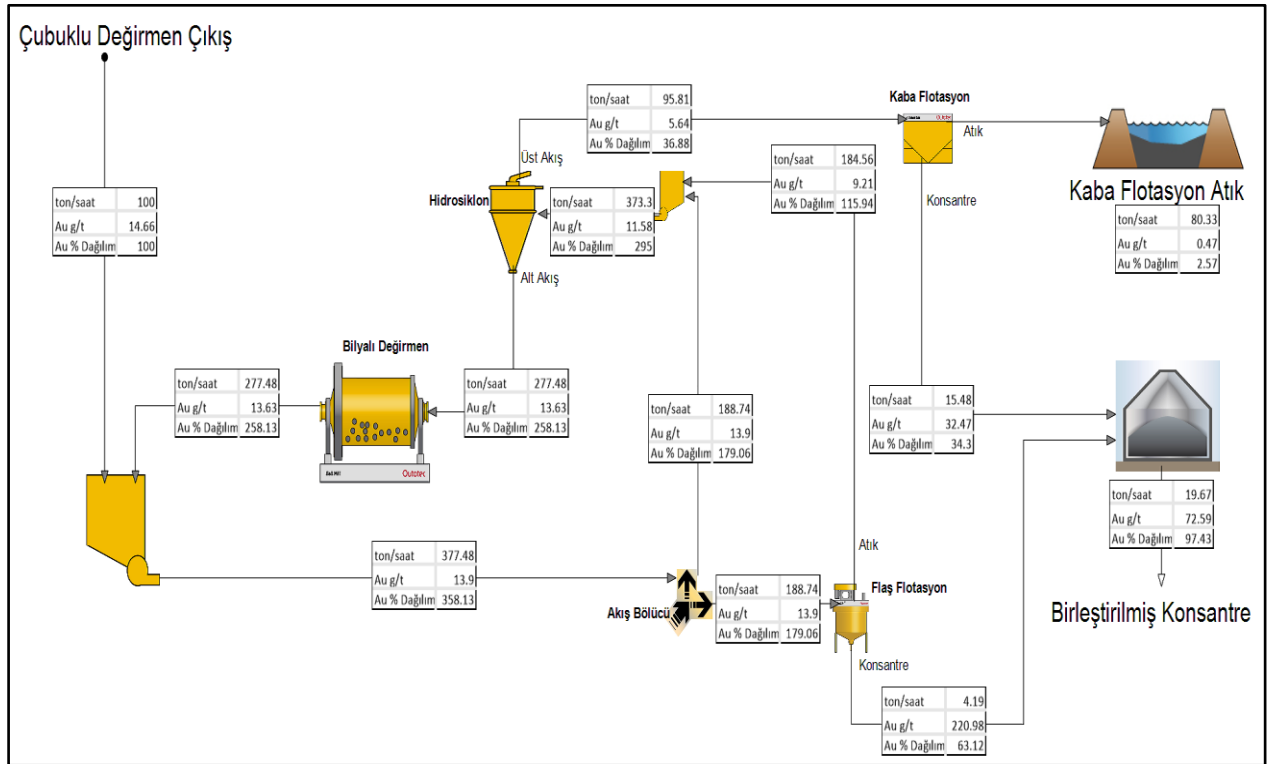 Çubuklu Değirmen Çıkış
ton/saat 100
Au g/t 14.66
Au % Dağılım 100
ton/saat 95.81
Au g/t 5.64
Au % Dağılım 36.88
Üst Akış
Hidrosiklon
Alt Akış
ton/saat 373.3
Au g/t 11.58
Au % Dağılım 295
ton/saat 184.56
Au g/t 9.21
Au % Dağılım 115.94
Kaba Flotasyon
Outotec
Atık
Konsantre
Kaba Flotasyon Atık
ton/saat 80.33
Au g/t 0.47
Au % Dağılım 2.57
Bilyalı Değirmen
Outotec
ton/saat 277.48
Au g/t 13.63
Au % Dağılım 258.13
ton/saat 277.48
Au g/t 13.63
Au % Dağılım 258.13
ton/saat 188.74
Au g/t 13.9
Au % Dağılım 179.06
ton/saat 15.48
Au g/t 32.47
Au % Dağılım 34.3
ton/saat 19.67
Au g/t 72.59
Au % Dağılım 97.43
Birleştirilmiş Konsantre
ton/saat 377.48
Au g/t 13.9
Au % Dağılım 358.13
Akış Bölücü
ton/saat 188.74
Au g/t 13.9
Au % Dağılım 179.06
Atık
Flaş Flotasyon
Konsantre
ton/saat 4.19
Au g/t 220.98
Au % Dağılım 63.12